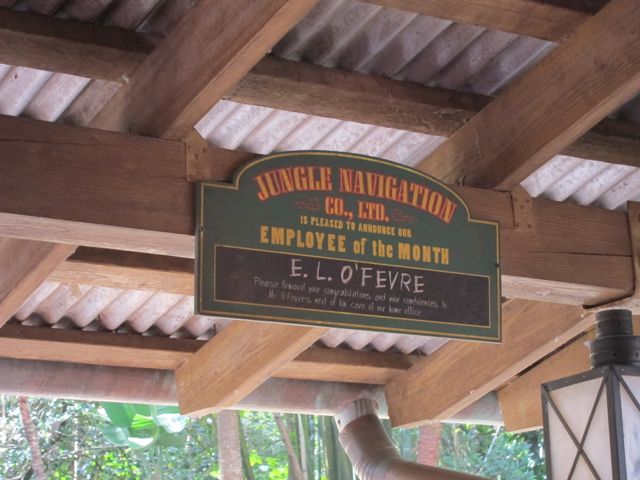 JUNGLE NAVIGATION
CO., LTD.
IS PLEASED TO ANNOUNCE OUR
EMPLOYEE of the MONTH
E. L. O'FEVRE
Please forward your congratulations and your condolences to
Mr. O'Fevre's next of kin care of our home office